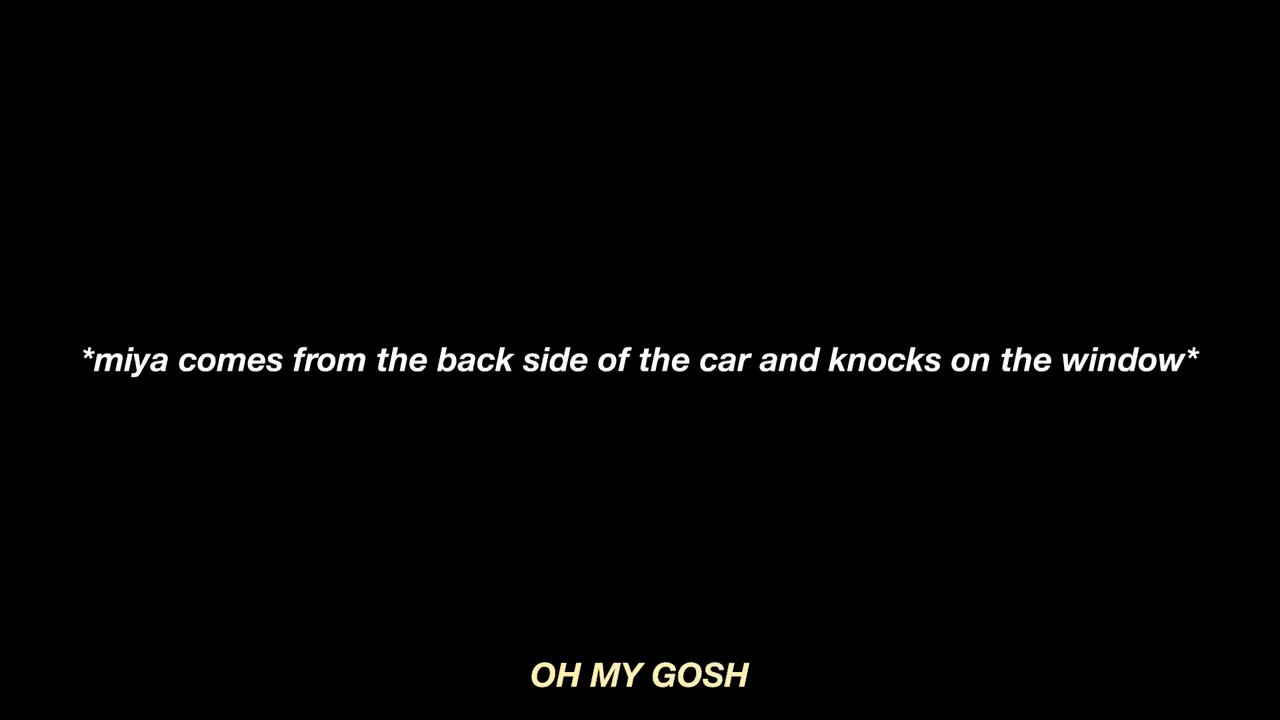 *miya comes from the back side of the car and knocks on the window*
OH MY GOSH